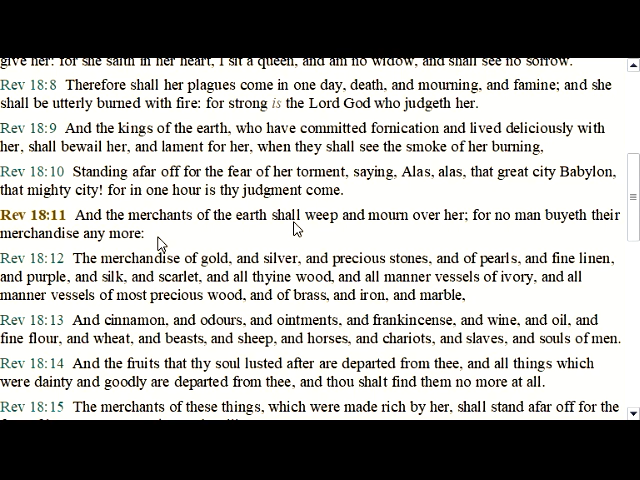 give her: for she saith in her heart, I sit a queen, and am no widow, and shall see no sorrow.
Rev 18:8 Therefore shall her plagues come in one day, death, and mourning, and famine; and she
shall be utterly burned with fire: for strong is the Lord God who judgeth her.
Rev 18:9 And the kings of the earth, who have committed fornication and lived deliciously with
her, shall bewail her, and lament for her, when they shall see the smoke of her burning,
Rev 18:10 Standing afar off for the fear of her torment, saying, Alas, alas, that great city Babylon,
that mighty city! for in one hour is thy judgment come.
Rev 18:11 And the merchants of the earth shall weep and mourn over her; for no man buyeth their
merchandise any more:
Rev 18:12 The merchandise of gold, and silver, and precious stones, and of pearls, and fine linen,
and purple, and silk, and scarlet, and all thyine wood, and all manner vessels of ivory, and all
manner vessels of most precious wood, and of brass, and iron, and marble,
Rev 18:13 And cinnamon, and odours, and ointments, and frankincense, and wine, and oil, and
fine flour, and wheat, and beasts, and sheep, and horses, and chariots, and slaves, and souls of men.
Rev 18:14 And the fruits that thy soul lusted after are departed from thee, and all things which
were dainty and goodly are departed from thee, and thou shalt find them no more at all.
Rev 18:15 The merchants of these things, which were made rich by her, shall stand afar off for the